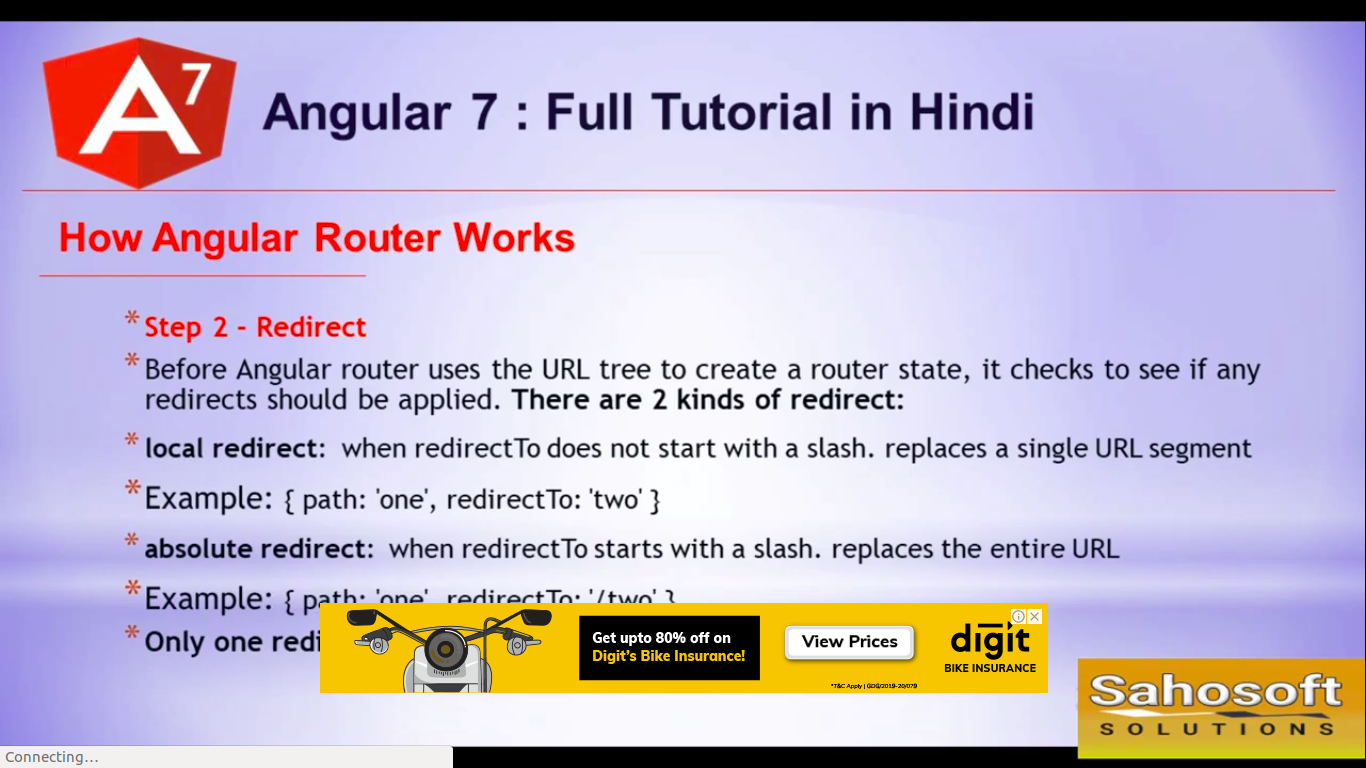 A7
Angular 7 : Full Tutorial in Hindi
How Angular Router Works
* Step 2 - Redirect
* Before Angular router uses the URL tree to create a router state, it checks to see if any
redirects should be applied. There are 2 kinds of redirect:
* local redirect: when redirectTo does not start with a slash. replaces a single URL segment
* Example: { path: 'one', redirectTo: 'two' }
* absolute redirect: when redirectTo starts with a slash. replaces the entire URL
* Example: { path: 'one', redirectTo: '/two' }
* Only one
Get upto 80% off on
Digit's Bike Insurance!
View Prices
*T&C Apply | GDG/2019-20/079
digit
BIKE INSURANCE
Sahosoft
SOLUTIONS
Connecting...